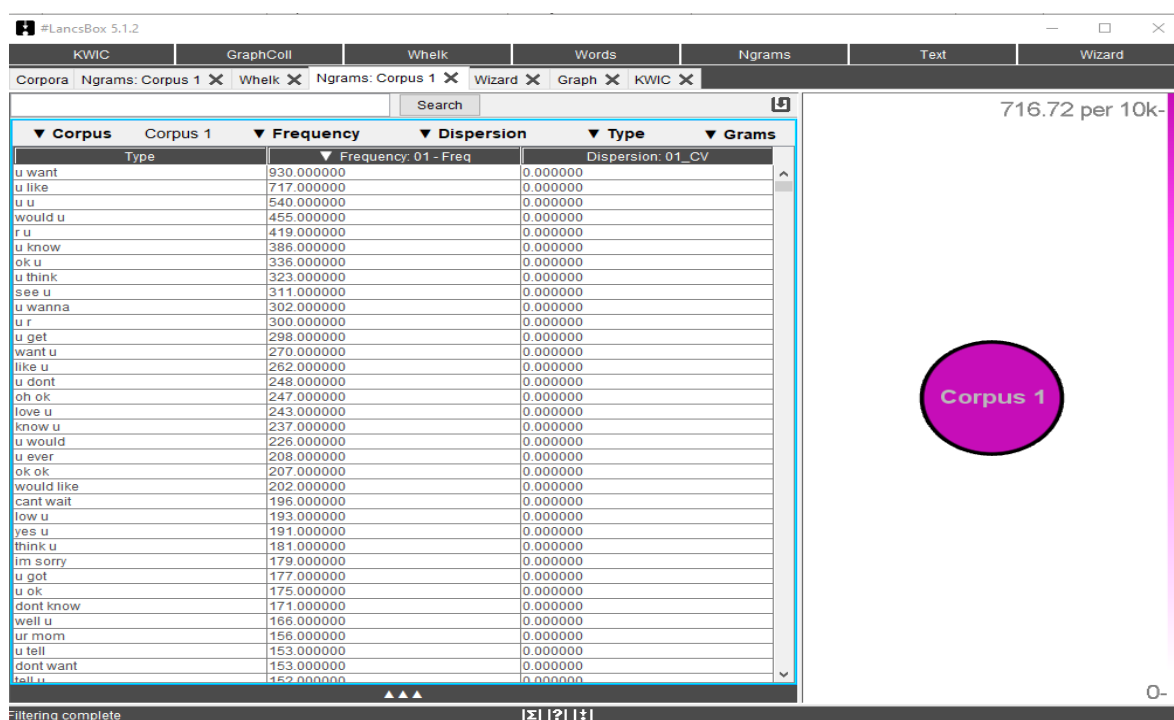 #LancsBox 5.1.2
KWIC GraphColl Whelk Words Ngrams Text Wizard
Corpora Ngrams: Corpus 1 Whelk Ngrams: Corpus 1 Wizard Graph KWIC
Search
716.72 per 10k-
▼ Corpus Corpus 1 ▼ Frequency ▼ Dispersion ▼ Type ▼ Grams
Type ▼ Frequency: 01 - Freq Dispersion: 01_CV
u want 930.000000 0.000000
u like 717.000000 0.000000
u u 540.000000 0.000000
would u 455.000000 0.000000
r u 419.000000 0.000000
u know 386.000000 0.000000
ok u 336.000000 0.000000
u think 323.000000 0.000000
see u 311.000000 0.000000
u wanna 302.000000 0.000000
u r 300.000000 0.000000
u get 298.000000 0.000000
want u 270.000000 0.000000
like u 262.000000 0.000000
u dont 248.000000 0.000000
oh ok 247.000000 0.000000
love u 243.000000 0.000000
know u 237.000000 0.000000
u would 226.000000 0.000000
u ever 208.000000 0.000000
ok ok 207.000000 0.000000
would like 202.000000 0.000000
cant wait 196.000000 0.000000
low u 193.000000 0.000000
yes u 191.000000 0.000000
think u 181.000000 0.000000
im sorry 179.000000 0.000000
u got 177.000000 0.000000
u ok 175.000000 0.000000
dont know 171.000000 0.000000
well u 166.000000 0.000000
ur mom 156.000000 0.000000
u tell 153.000000 0.000000
dont want 153.000000 0.000000
tell u 152.000000 0.000000
Corpus 1
0-
Filtering complete |Σ| |?| |‡|